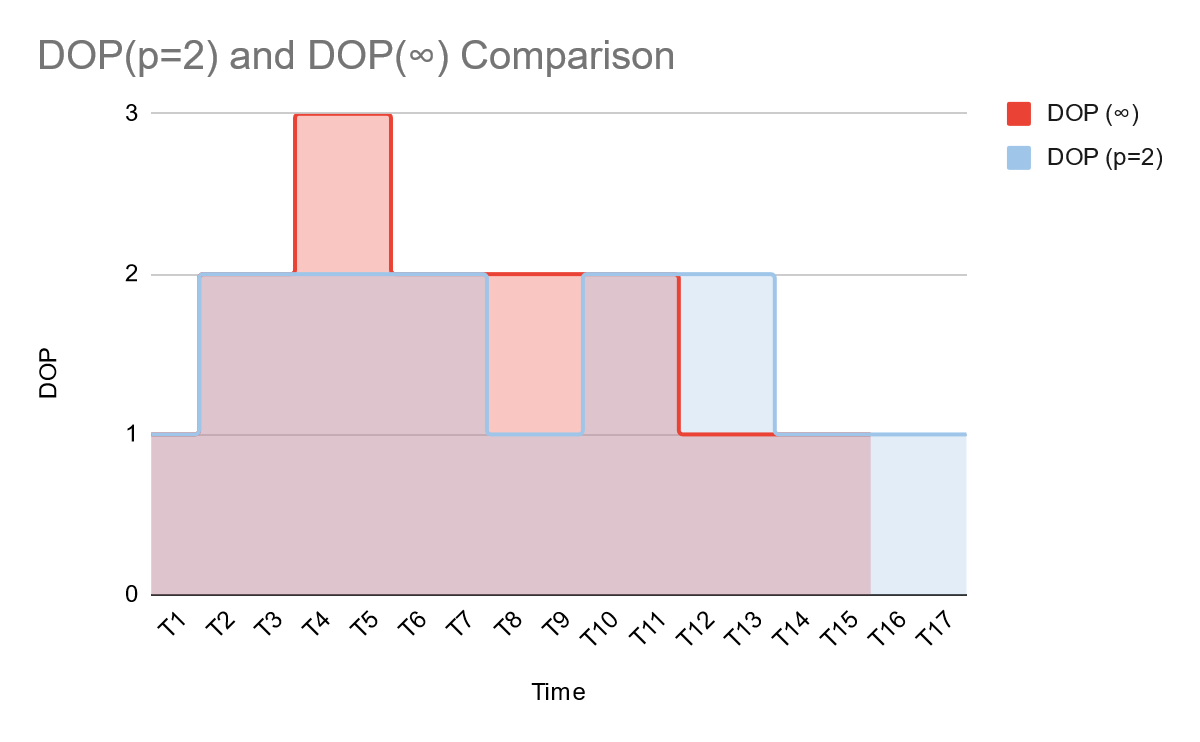 DOP(p=2) and DOP(∞) Comparison
DOP (∞)
DOP (p=2)
3
2
1
0
DOP
T1 T2 T3 T4 T5 T6 T7 T8 T9 T10 T11 T12 T13 T14 T15 T16 T17
Time